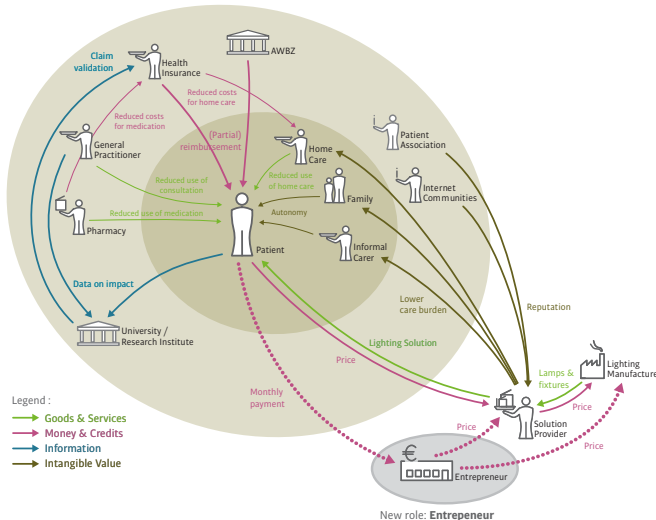 AWBZ
Claim
validation
Health
Insurance
Reduced costs
for home care
Reduced costs
for medication
(Partial)
reimbursement
General
Practitioner
Home
Care
Patient
Association
Reduced use of
consultation
Reduced use
of home care
Internet
Communities
Family
Reduced use of medication
Autonomy
Pharmacy
Patient
Informal
Carer
Data on impact
Lower
care burden
Reputation
University /
Research Institute
Lighting Solution
Price
Lamps &
fixtures
Lighting
Manufacture
Legend :
Goods & Services
Money & Credits
Information
Intangible Value
Monthly
payment
Price
Solution
Provider
Price
Price
i
i
€
Entrepreneur
New role: Entrepeneur